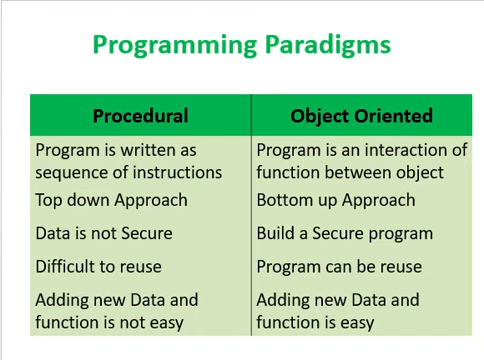 Programming Paradigms
Procedural
Object Oriented
Program is written as
sequence of instructions
Program is an interaction of
function between object
Top down Approach
Bottom up Approach
Data is not Secure
Build a Secure program
Difficult to reuse
Program can be reuse
Adding new Data and
function is not easy
Adding new Data and
function is easy